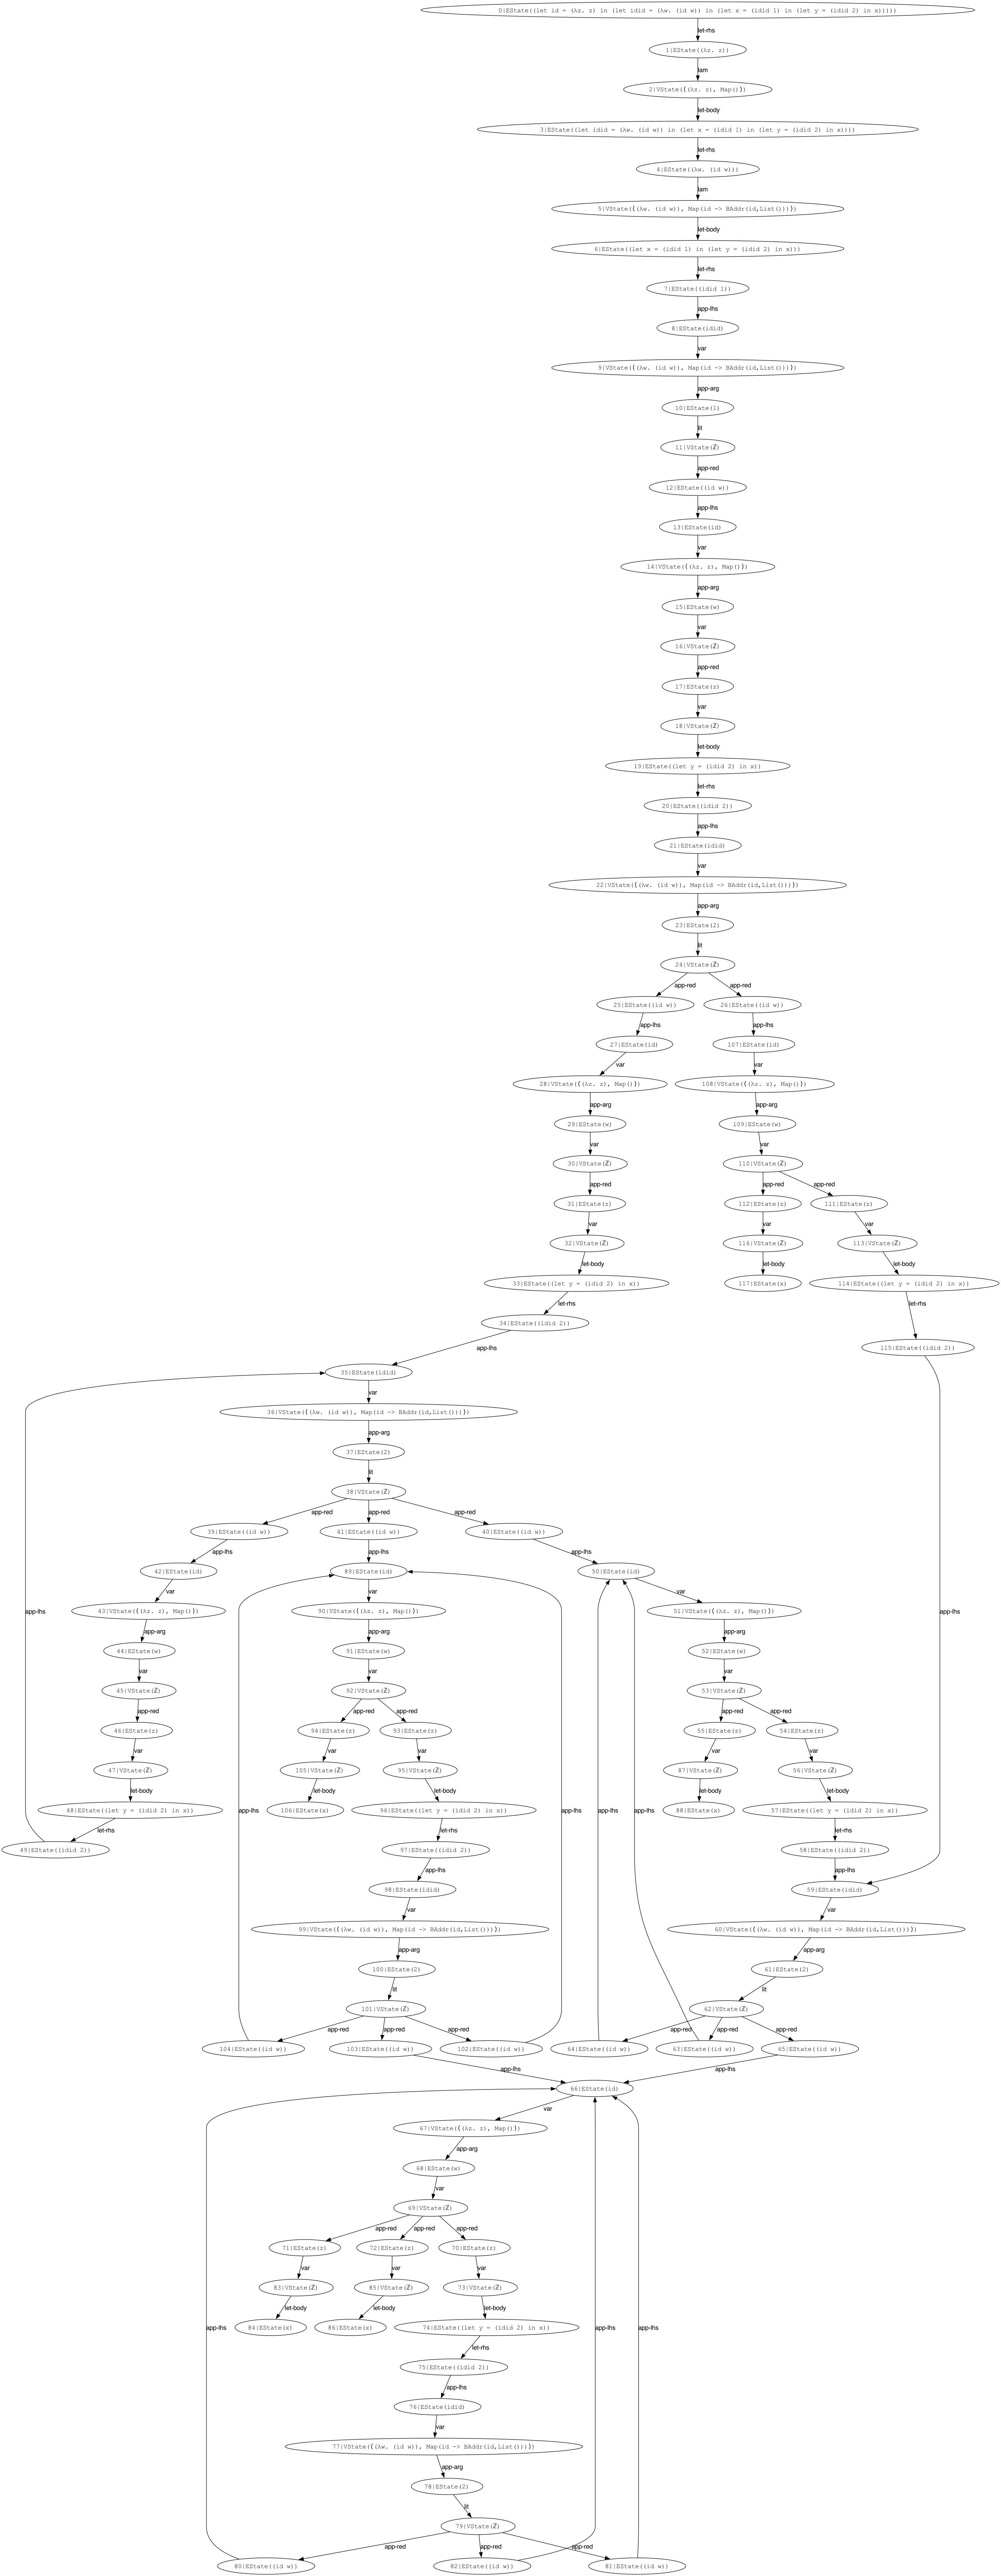 0|EState((let id = (λz. z) in (let idid = (λw. (id w)) in (let x = (idid 1) in (let y = (idid 2) in x)))))
let-rhs
1|EState((λz. z))
lam
2|VState({(λz. z), Map()})
let-body
3|EState((let idid = (λw. (id w)) in (let x = (idid 1) in (let y = (idid 2) in x))))
let-rhs
4|EState((λw. (id w)))
lam
5|VState({(λw. (id w)), Map(id -> BAddr(id,List()))})
let-body
6|EState((let x = (idid 1) in (let y = (idid 2) in x)))
let-rhs
7|EState((idid 1))
app-lhs
8|EState(idid)
var
9|VState({(λw. (id w)), Map(id -> BAddr(id,List()))})
app-arg
10|EState(1)
lit
11|VState(ℤ)
app-red
12|EState((id w))
app-lhs
13|EState(id)
var
14|VState({(λz. z), Map()})
app-arg
15|EState(w)
var
16|VState(ℤ)
app-red
17|EState(z)
var
18|VState(ℤ)
let-body
19|EState((let y = (idid 2) in x))
let-rhs
20|EState((idid 2))
app-lhs
21|EState(idid)
var
22|VState({(λw. (id w)), Map(id -> BAddr(id,List()))})
app-arg
23|EState(2)
lit
24|VState(ℤ)
app-red app-red
25|EState((id w)) 26|EState((id w))
app-lhs app-lhs
27|EState(id) 107|EState(id)
var var
28|VState({(λz. z), Map()}) 108|VState({(λz. z), Map()})
app-arg app-arg
29|EState(w) 109|EState(w)
var var
30|VState(ℤ) 110|VState(ℤ)
app-red app-red app-red
31|EState(z) 112|EState(z) 111|EState(z)
var var var
32|VState(ℤ) 116|VState(ℤ) 113|VState(ℤ)
let-body let-body let-body
33|EState((let y = (idid 2) in x)) 117|EState(x) 114|EState((let y = (idid 2) in x))
let-rhs let-rhs
34|EState((idid 2)) 115|EState((idid 2))
app-lhs
35|EState(idid)
var
36|VState({(λw. (id w)), Map(id -> BAddr(id,List()))})
app-arg
37|EState(2)
lit
38|VState(ℤ)
app-red app-red app-red
39|EState((id w)) 41|EState((id w)) 40|EState((id w))
app-lhs app-lhs app-lhs
42|EState(id) 89|EState(id) 50|EState(id)
var var var
app-lhs app-lhs
43|VState({(λz. z), Map()}) 90|VState({(λz. z), Map()}) 51|VState({(λz. z), Map()})
app-arg app-arg app-arg
44|EState(w) 91|EState(w) 52|EState(w)
var var var
45|VState(ℤ) 92|VState(ℤ) 53|VState(ℤ)
app-red app-red app-red app-red app-red
46|EState(z) 94|EState(z) 93|EState(z) 55|EState(z) 54|EState(z)
var var var var var
47|VState(ℤ) 105|VState(ℤ) 95|VState(ℤ) 87|VState(ℤ) 56|VState(ℤ)
let-body let-body let-body let-body let-body
48|EState((let y = (idid 2) in x)) 106|EState(x) 96|EState((let y = (idid 2) in x)) 88|EState(x) 57|EState((let y = (idid 2) in x))
app-lhs app-lhs app-lhs app-lhs
let-rhs let-rhs let-rhs
49|EState((idid 2)) 97|EState((idid 2)) 58|EState((idid 2))
app-lhs app-lhs
98|EState(idid) 59|EState(idid)
var var
99|VState({(λw. (id w)), Map(id -> BAddr(id,List()))}) 60|VState({(λw. (id w)), Map(id -> BAddr(id,List()))})
app-arg app-arg
100|EState(2) 61|EState(2)
lit lit
101|VState(ℤ) 62|VState(ℤ)
app-red app-red app-red app-red app-red app-red
104|EState((id w)) 103|EState((id w)) 102|EState((id w)) 64|EState((id w)) 63|EState((id w)) 65|EState((id w))
app-lhs app-lhs
66|EState(id)
var
67|VState({(λz. z), Map()})
app-arg
68|EState(w)
var
69|VState(ℤ)
app-red app-red app-red
71|EState(z) 72|EState(z) 70|EState(z)
var var var
83|VState(ℤ) 85|VState(ℤ) 73|VState(ℤ)
let-body let-body let-body
84|EState(x) 86|EState(x) 74|EState((let y = (idid 2) in x))
app-lhs app-lhs app-lhs
let-rhs
75|EState((idid 2))
app-lhs
76|EState(idid)
var
77|VState({(λw. (id w)), Map(id -> BAddr(id,List()))})
app-arg
78|EState(2)
lit
79|VState(ℤ)
app-red app-red app-red
80|EState((id w)) 82|EState((id w)) 81|EState((id w))